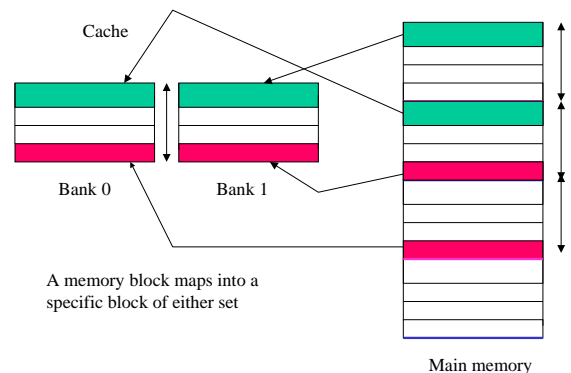 Cache
Bank 0
Bank 1
A memory block maps into a
specific block of either set
Main memory